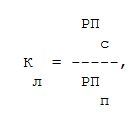 РП
с
К = -----,
л РП
п